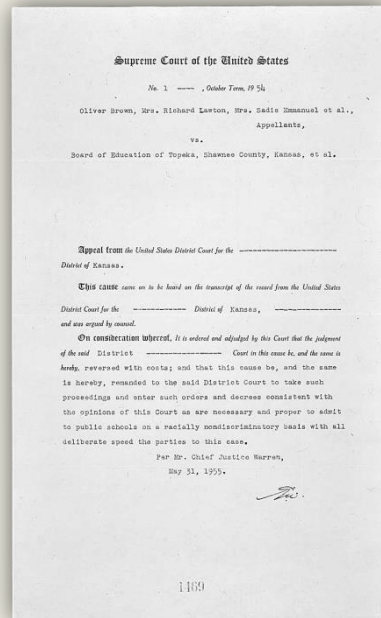 Supreme Court of the United States
No. 1 ---- , October Term, 19 54
Oliver Brown, Mrs. Richard Lawton, Mrs. Sadie Emmanuel et al.,
Appellants,
vs.
Board of Education of Topeka, Shawnee County, Kansas, et al.
Appeal from the United States District Court for the --------------------
District of Kansas.
This cause came on to be heard on the transcript of the record from the United States
District Court for the ---------------- District of Kansas, --------------
and was argued by counsel.
On consideration whereof, It is ordered and adjudged by this Court that the judgment
of the said District ---------------- Court in this cause be, and the same is
hereby, reversed with costs; and that this cause be, and the same
is hereby, remanded to the said District Court to take such
proceedings and enter such orders and decrees consistent with
the opinions of this Court as are necessary and proper to admit
to public schools on a racially nondiscriminatory basis with all
deliberate speed the parties to this case.
Per Mr. Chief Justice Warren,
May 31, 1955.
1469